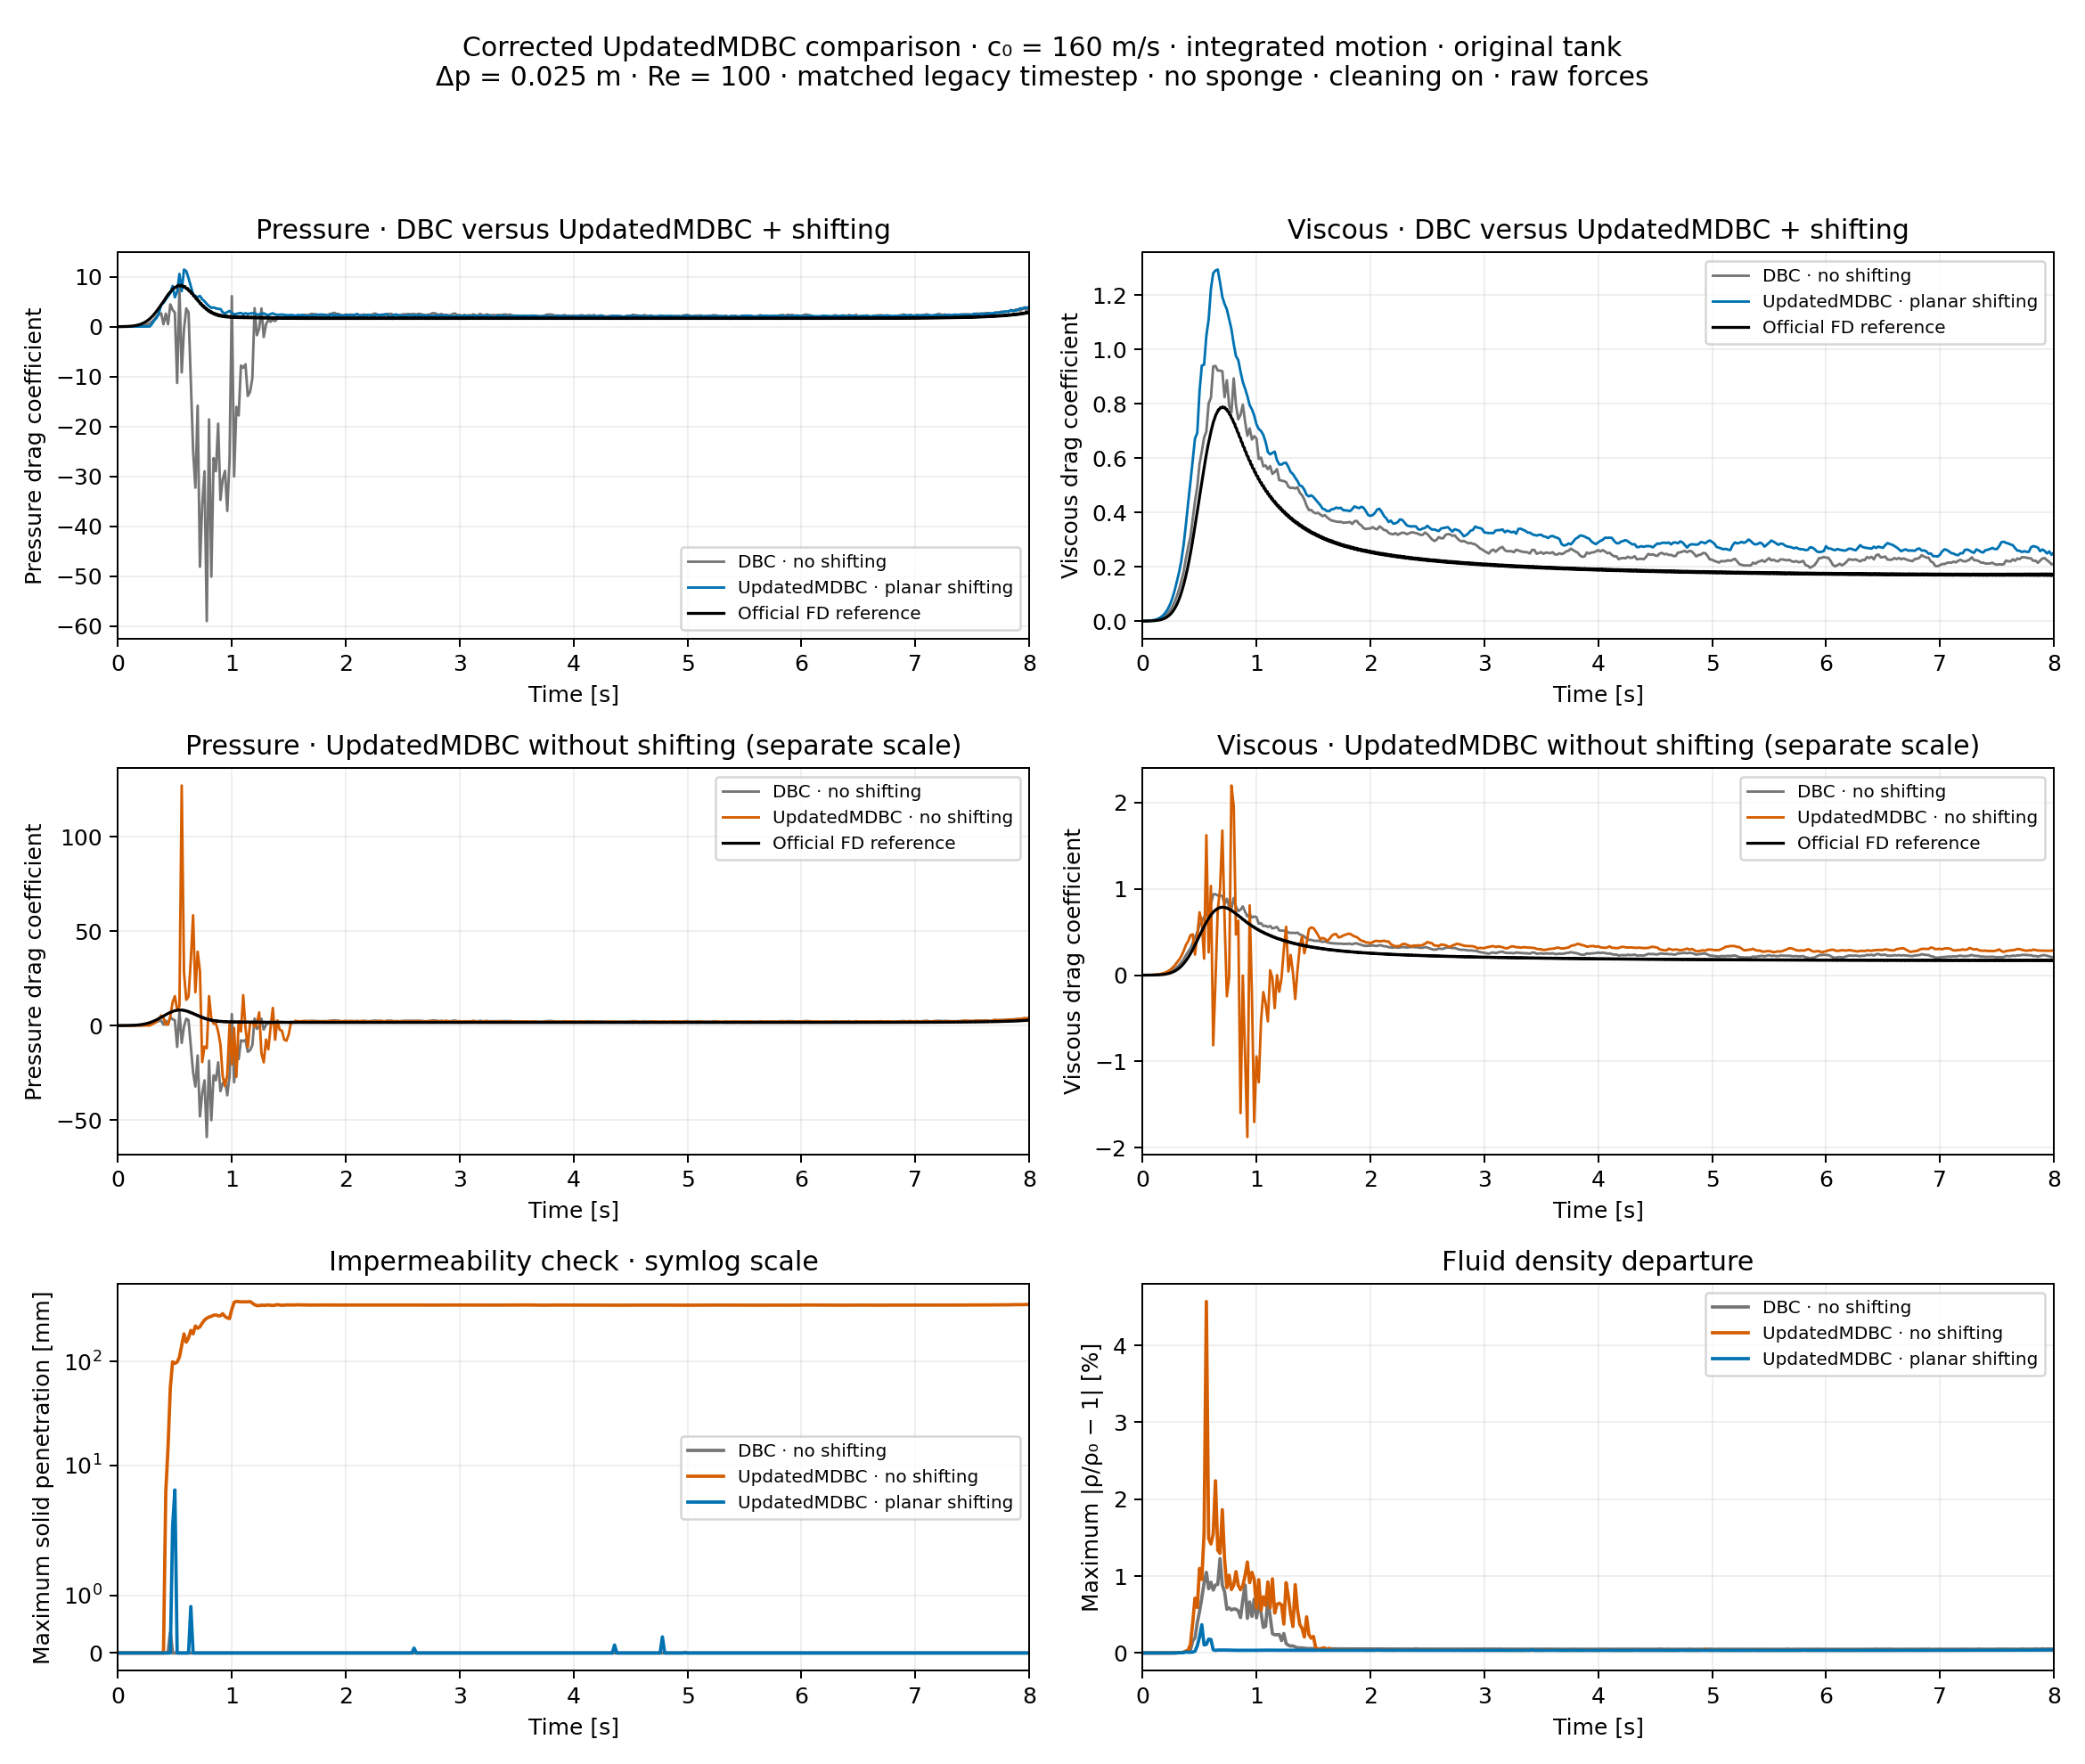 Corrected UpdatedMDBC comparison · c₀ = 160 m/s · integrated motion · original tank
Δp = 0.025 m · Re = 100 · matched legacy timestep · no sponge · cleaning on · raw forces
Pressure · DBC versus UpdatedMDBC + shifting
Pressure drag coefficient
10
0
−10
−20
−30
−40
−50
−60
DBC · no shifting
UpdatedMDBC · planar shifting
Official FD reference
0 1 2 3 4 5 6 7 8
Time [s]
Viscous · DBC versus UpdatedMDBC + shifting
Viscous drag coefficient
1.2
1.0
0.8
0.6
0.4
0.2
0.0
DBC · no shifting
UpdatedMDBC · planar shifting
Official FD reference
0 1 2 3 4 5 6 7 8
Time [s]
Pressure · UpdatedMDBC without shifting (separate scale)
Pressure drag coefficient
100
50
0
−50
DBC · no shifting
UpdatedMDBC · no shifting
Official FD reference
0 1 2 3 4 5 6 7 8
Time [s]
Viscous · UpdatedMDBC without shifting (separate scale)
Viscous drag coefficient
2
1
0
−1
−2
DBC · no shifting
UpdatedMDBC · no shifting
Official FD reference
0 1 2 3 4 5 6 7 8
Time [s]
Impermeability check · symlog scale
Maximum solid penetration [mm]
10²
10¹
10⁰
0
DBC · no shifting
UpdatedMDBC · no shifting
UpdatedMDBC · planar shifting
0 1 2 3 4 5 6 7 8
Time [s]
Fluid density departure
Maximum |ρ/ρ₀ − 1| [%]
4
3
2
1
0
DBC · no shifting
UpdatedMDBC · no shifting
UpdatedMDBC · planar shifting
0 1 2 3 4 5 6 7 8
Time [s]